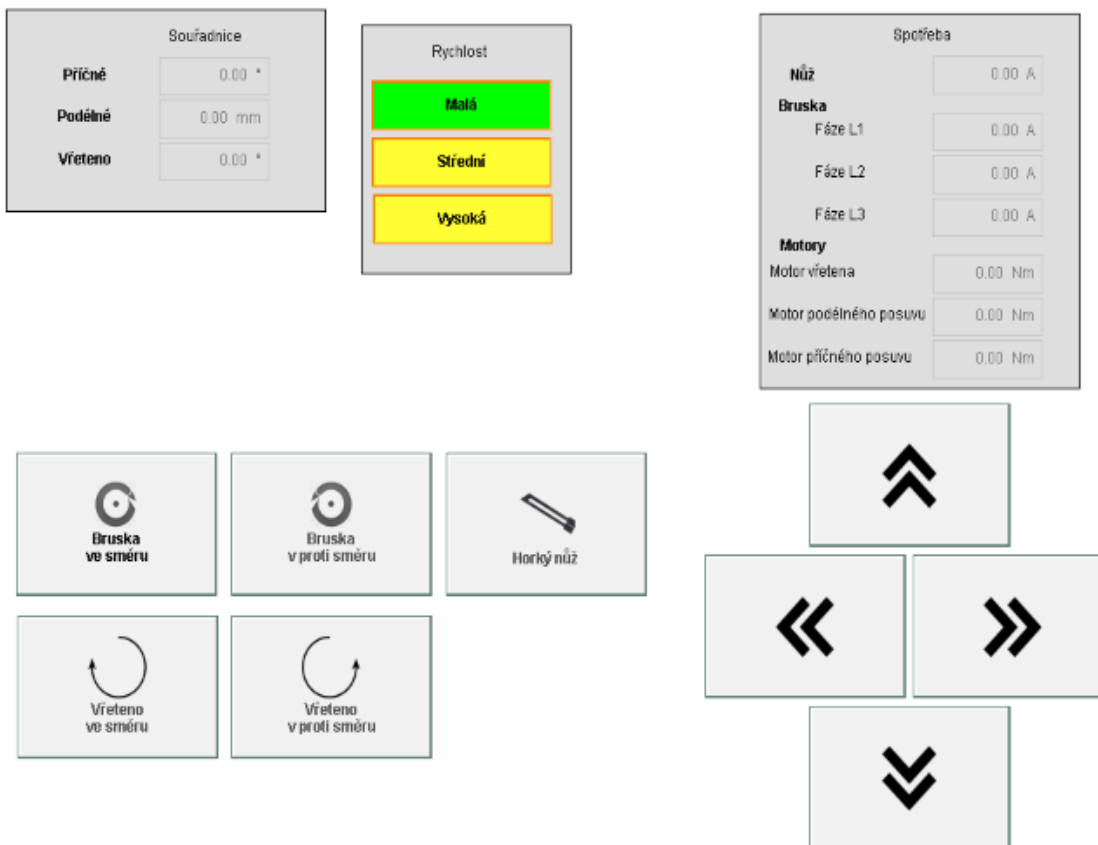 Souřadnice
Příčné 0.00 °
Podélné 0.00 mm
Vřeteno 0.00 °
Rychlost
Malá
Střední
Vysoká
Spotřeba
Nůž 0.00 A
Bruska
Fáze L1 0.00 A
Fáze L2 0.00 A
Fáze L3 0.00 A
Motory
Motor vřetena 0.00 Nm
Motor podélného posuvu 0.00 Nm
Motor příčného posuvu 0.00 Nm
Bruska
ve směru
Bruska
v proti směru
Horký nůž
Vřeteno
ve směru
Vřeteno
v proti směru